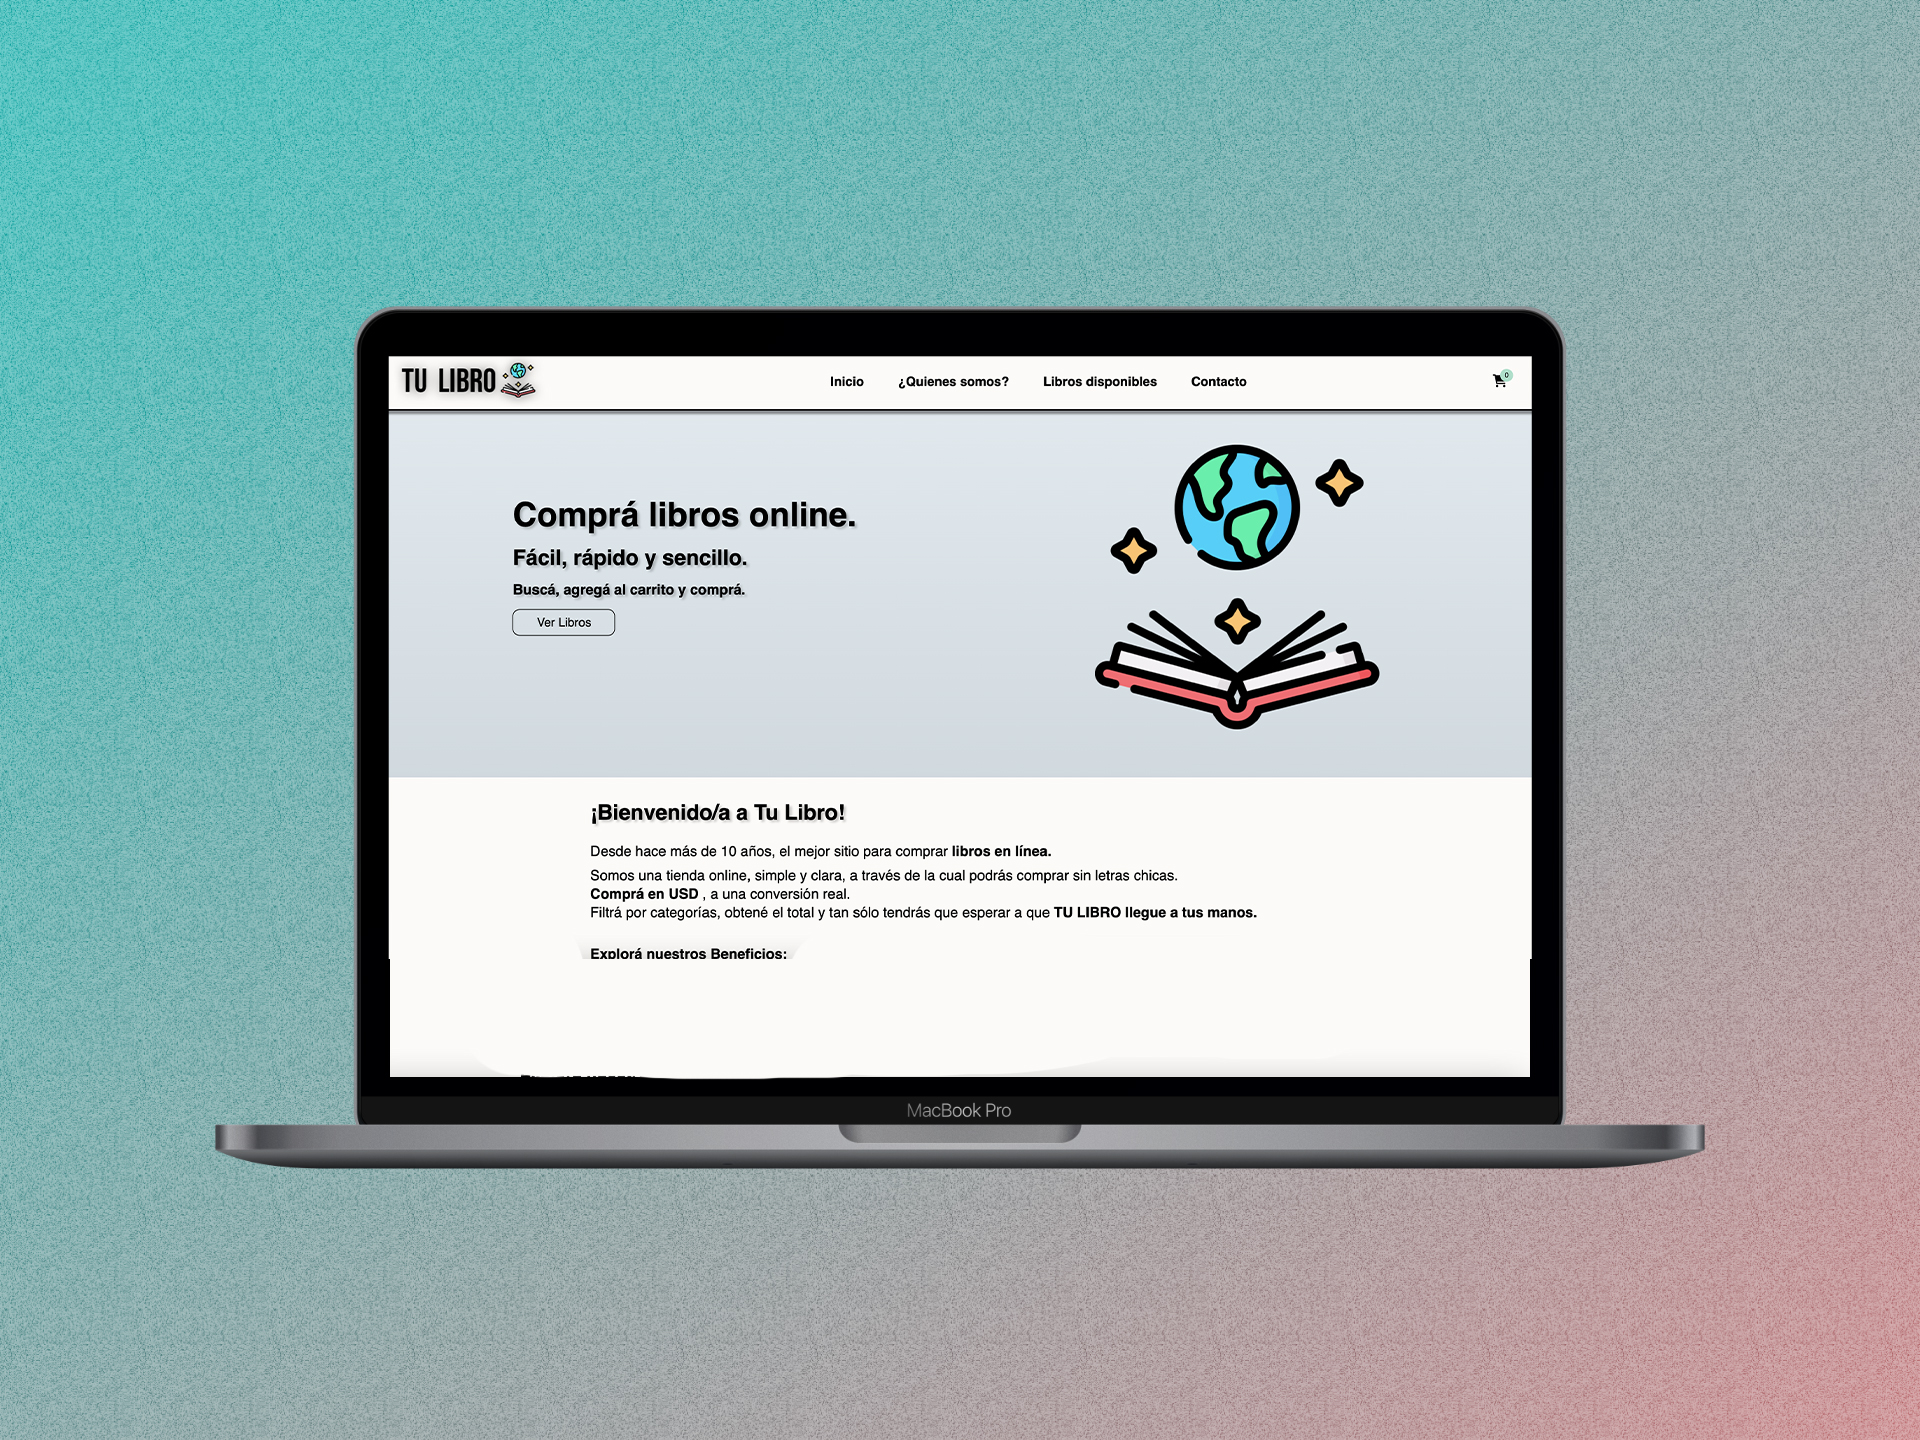 TU LIBRO
Inicio ¿Quienes somos? Libros disponibles Contacto 0
Comprá libros online.
Fácil, rápido y sencillo.
Buscá, agregá al carrito y comprá.
Ver Libros
¡Bienvenido/a a Tu Libro!
Desde hace más de 10 años, el mejor sitio para comprar libros en línea.
Somos una tienda online, simple y clara, a través de la cual podrás comprar sin letras chicas.
Comprá en USD , a una conversión real.
Filtrá por categorías, obtené el total y tan sólo tendrás que esperar a que TU LIBRO llegue a tus manos.
Explorá nuestros Beneficios:
MacBook Pro